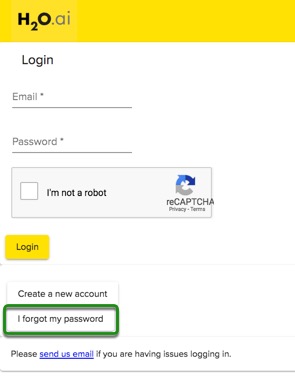 H2O.ai
Login
Email *
Password *
I'm not a robot
reCAPTCHA
Privacy - Terms
Login
Create a new account
I forgot my password
Please send us email if you are having issues logging in.